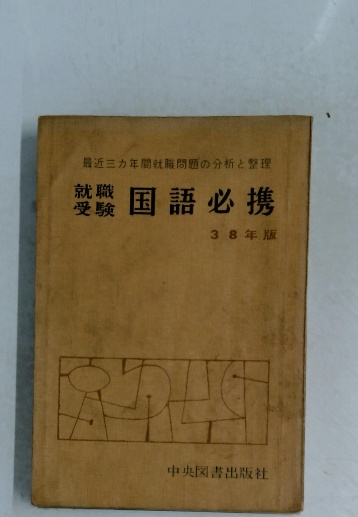 最近三カ年間就職問題の分析と整理
就職受験 国語必携
38年版
中央図書出版社